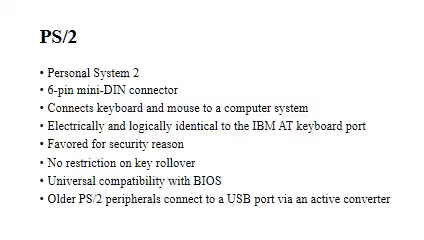 PS/2
• Personal System 2
• 6-pin mini-DIN connector
• Connects keyboard and mouse to a computer system
• Electrically and logically identical to the IBM AT keyboard port
• Favored for security reason
• No restriction on key rollover
• Universal compatibility with BIOS
• Older PS/2 peripherals connect to a USB port via an active converter